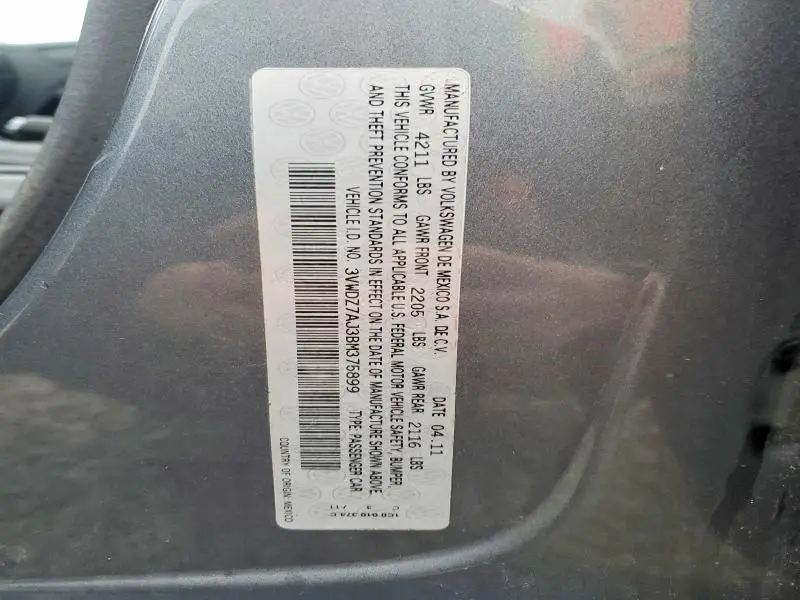 MANUFACTURED BY VOLKSWAGEN DE MEXICO S.A. DE C.V. DATE 04.11
GVWR 4211 LBS GAWR FRONT 2205 LBS GAWR REAR 2116 LBS
THIS VEHICLE CONFORMS TO ALL APPLICABLE U.S. FEDERAL MOTOR VEHICLE SAFETY, BUMPER,
AND THEFT PREVENTION STANDARDS IN EFFECT ON THE DATE OF MANUFACTURE SHOWN ABOVE.
VEHICLE I.D. NO. 3VWDZ7AJ3BM375899 TYPE: PASSENGER CAR
COUNTRY OF ORIGIN: MEXICO